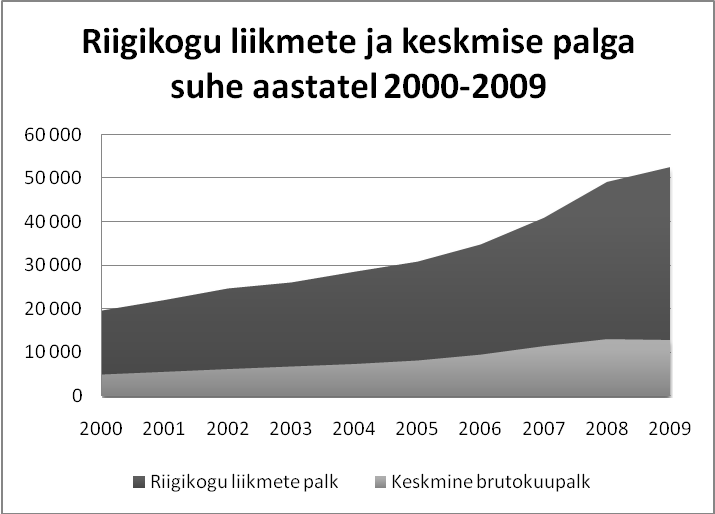 Riigikogu liikmete ja keskmise palga
suhe aastatel 2000-2009
60 000
50 000
40 000
30 000
20 000
10 000
0
2000 2001 2002 2003 2004 2005 2006 2007 2008 2009
Riigikogu liikmete palk Keskmine brutokuupalk